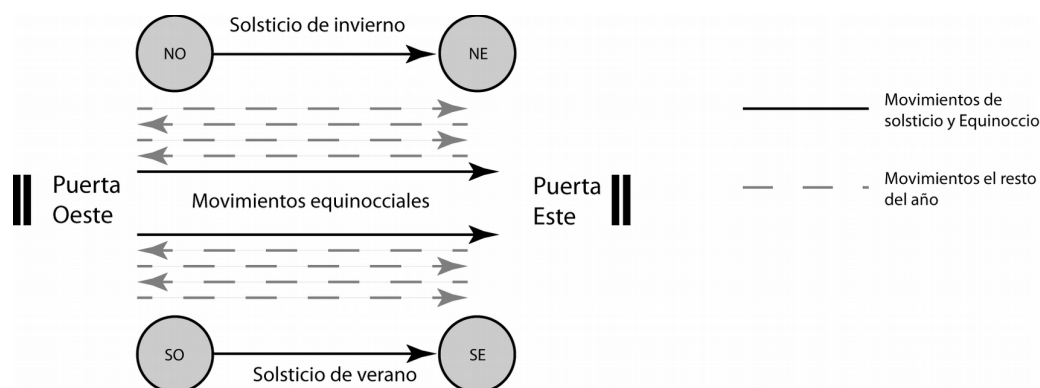 Solsticio de invierno
NO
NE
Movimientos de
solsticio y Equinoccio
Puerta
Oeste
Movimientos equinocciales
Puerta
Este
Movimientos el resto
del año
SO
SE
Solsticio de verano